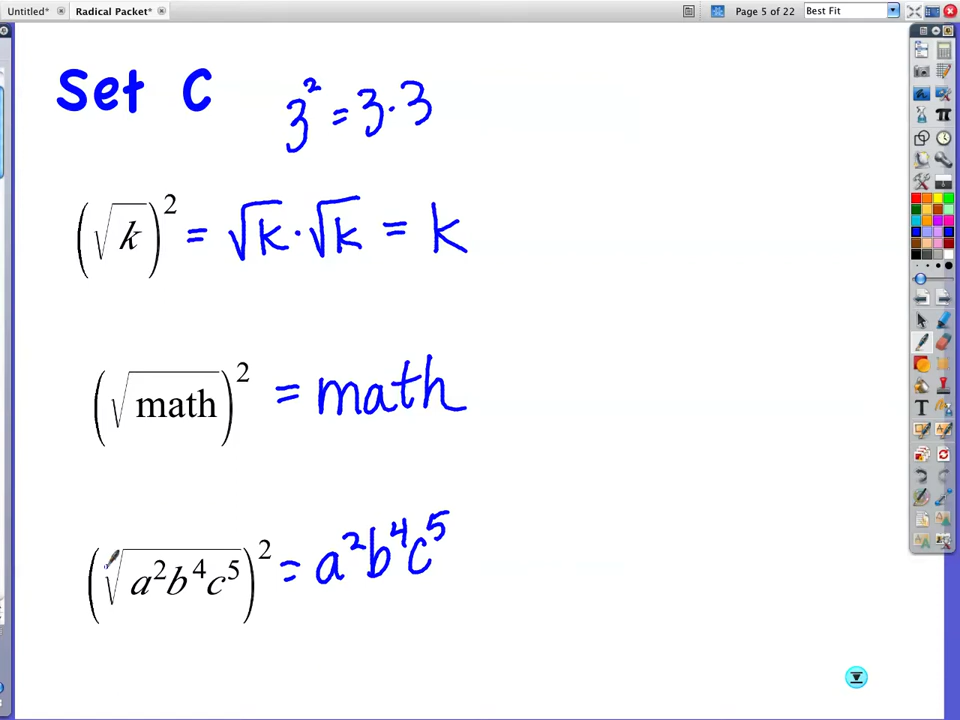 Untitled* Radical Packet* Page 5 of 22 Best Fit
Set C 3² = 3·3
(√k)² = √k·√k = k
(√math)² = math
(√a²b⁴c⁵)² = a²b⁴c⁵